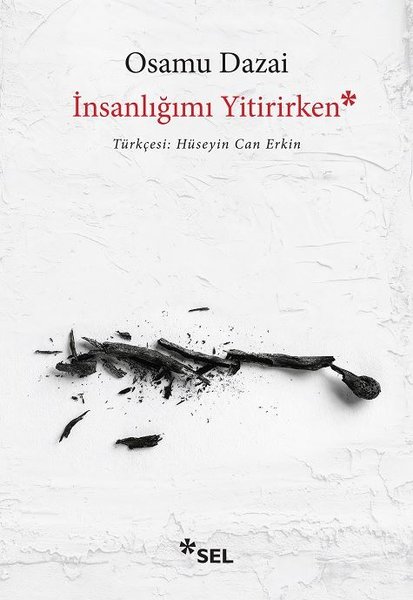 Osamu Dazai
İnsanlığımı Yitirirken*
Türkçesi: Hüseyin Can Erkin
*SEL